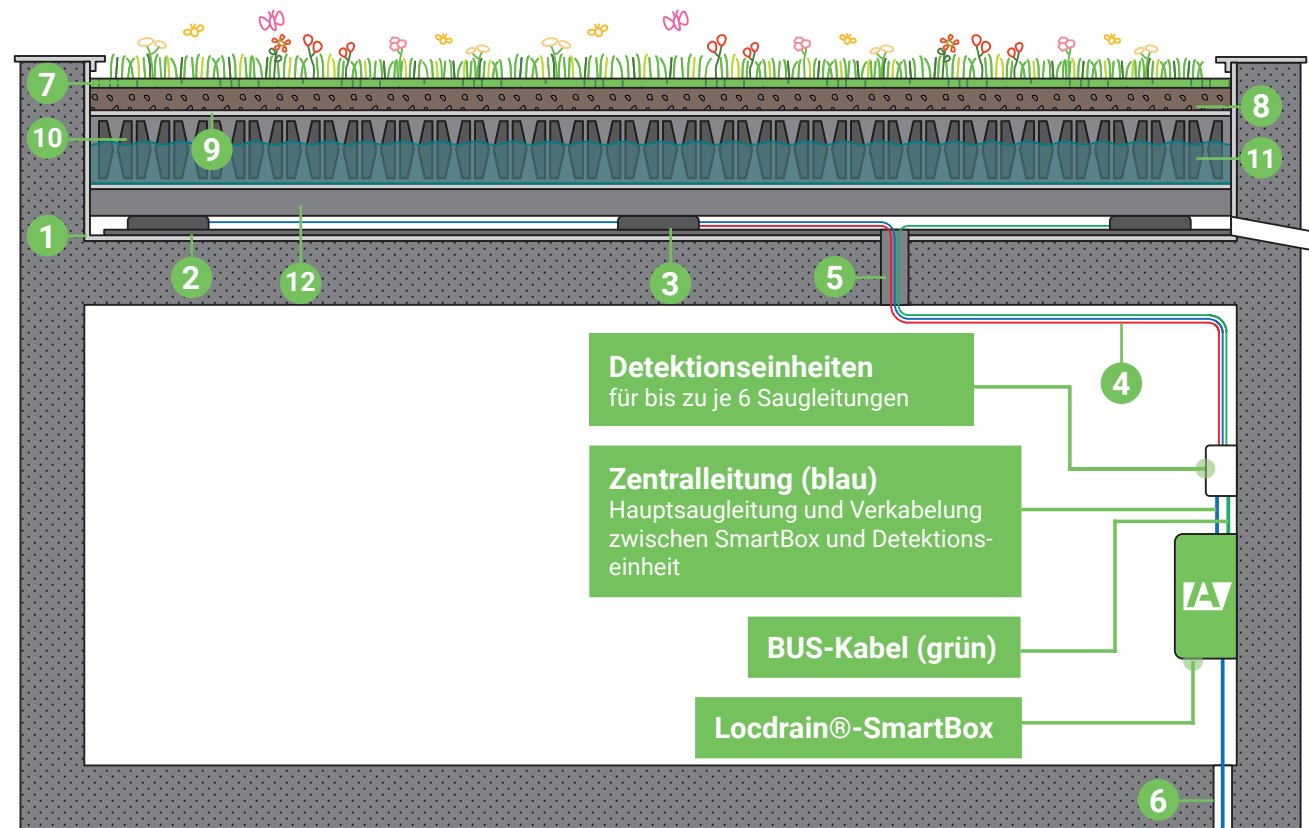 7
8
10
9
11
1
2
12
3
5
4
Detektionseinheiten
für bis zu je 6 Saugleitungen
Zentralleitung (blau)
Hauptsaugleitung und Verkabelung
zwischen SmartBox und Detektions-
einheit
BUS-Kabel (grün)
Locdrain®-SmartBox
6